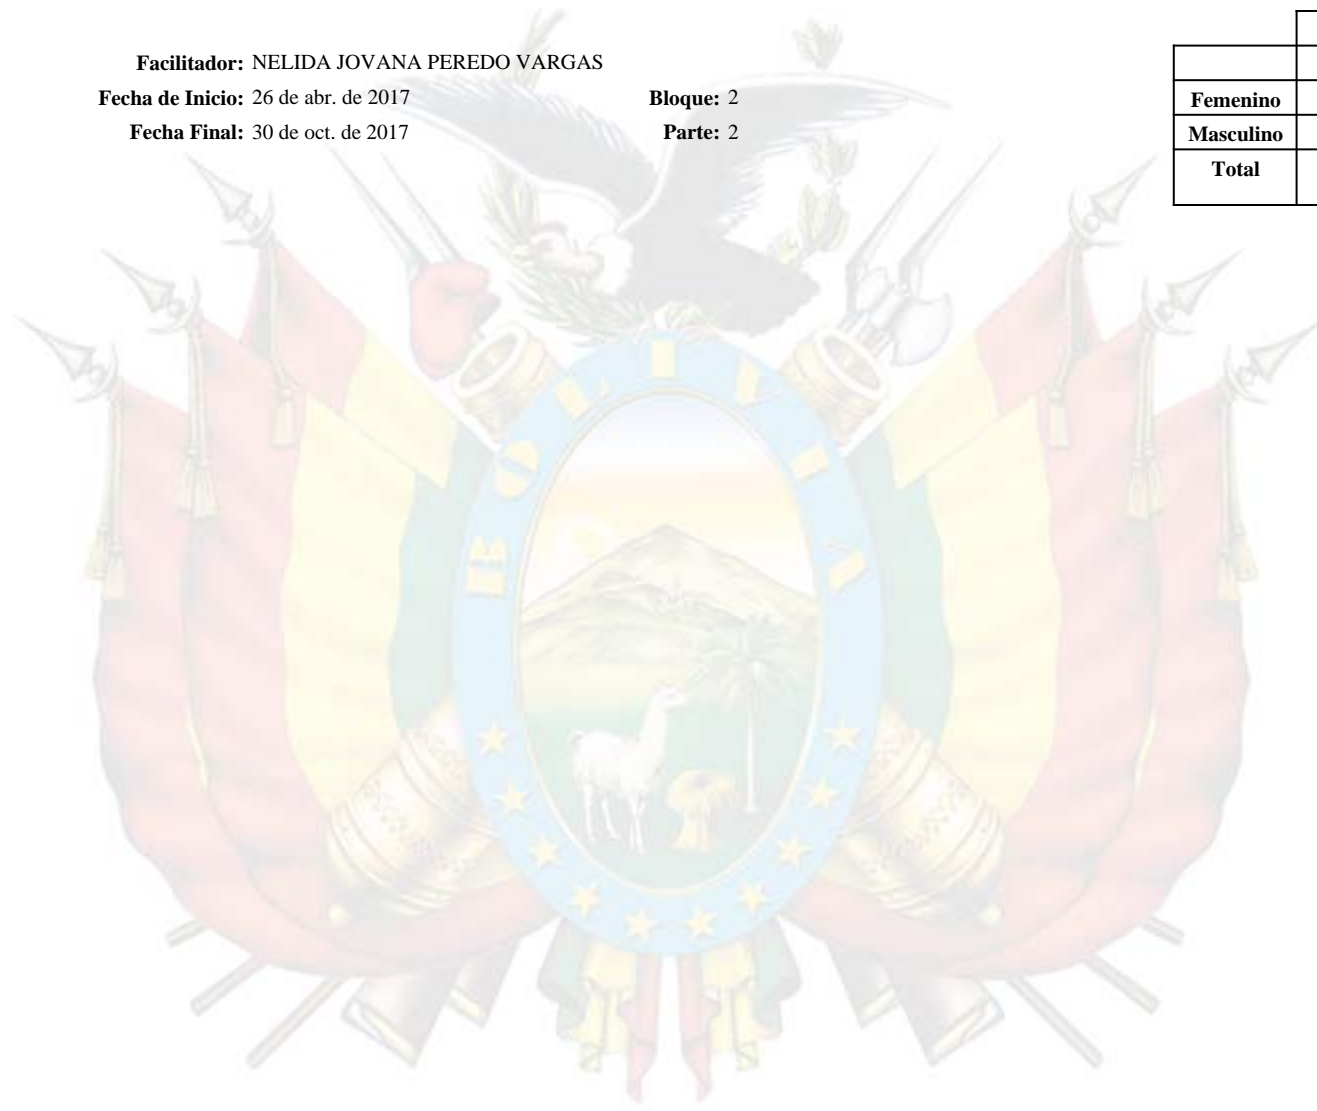 Facilitador: NELIDA JOVANA PEREDO VARGAS
Fecha de Inicio: 26 de abr. de 2017 Bloque: 2
Fecha Final: 30 de oct. de 2017 Parte: 2
Femenino
Masculino
Total
BOLIVIA